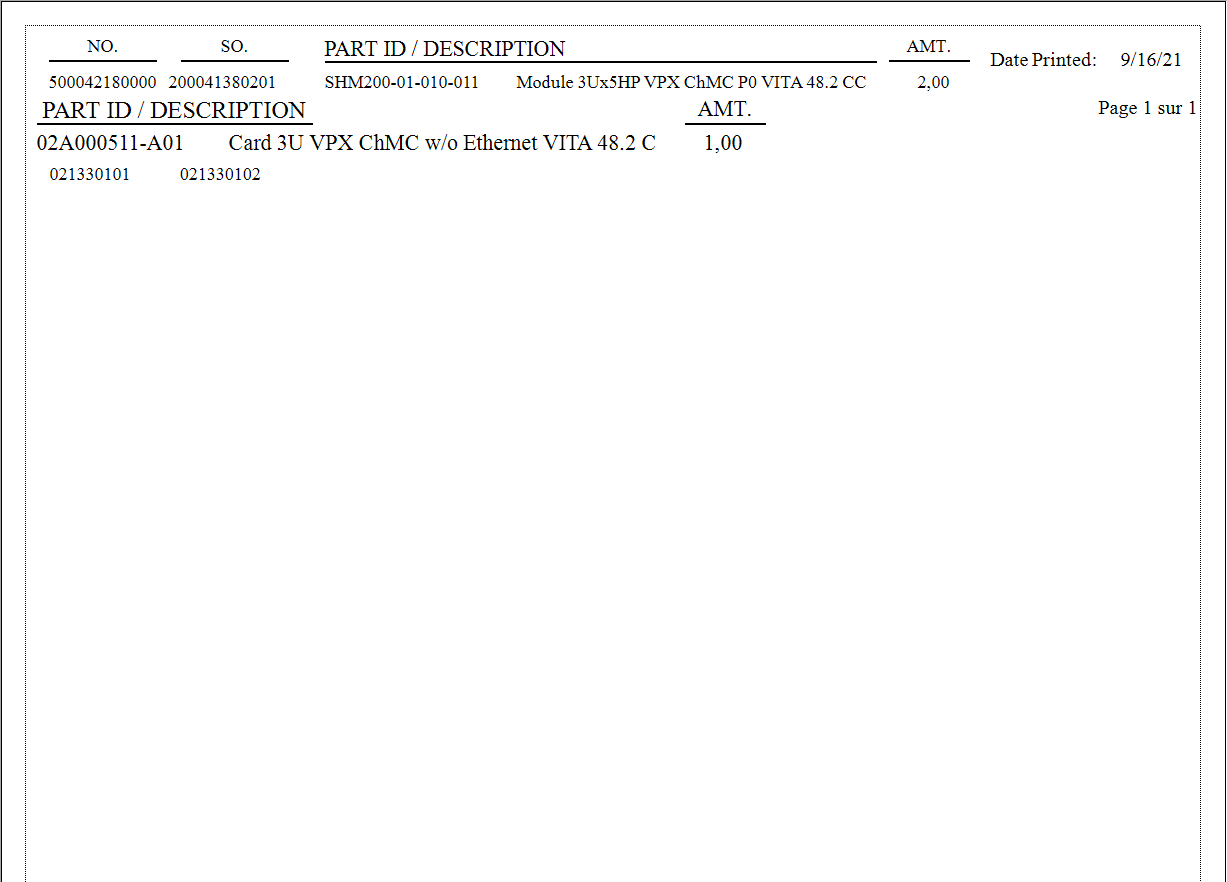 NO. SO. PART ID / DESCRIPTION AMT. Date Printed: 9/16/21
500042180000 200041380201 SHM200-01-010-011 Module 3Ux5HP VPX ChMC P0 VITA 48.2 CC 2,00
PART ID / DESCRIPTION AMT. Page 1 sur 1
02A000511-A01 Card 3U VPX ChMC w/o Ethernet VITA 48.2 C 1,00
021330101 021330102